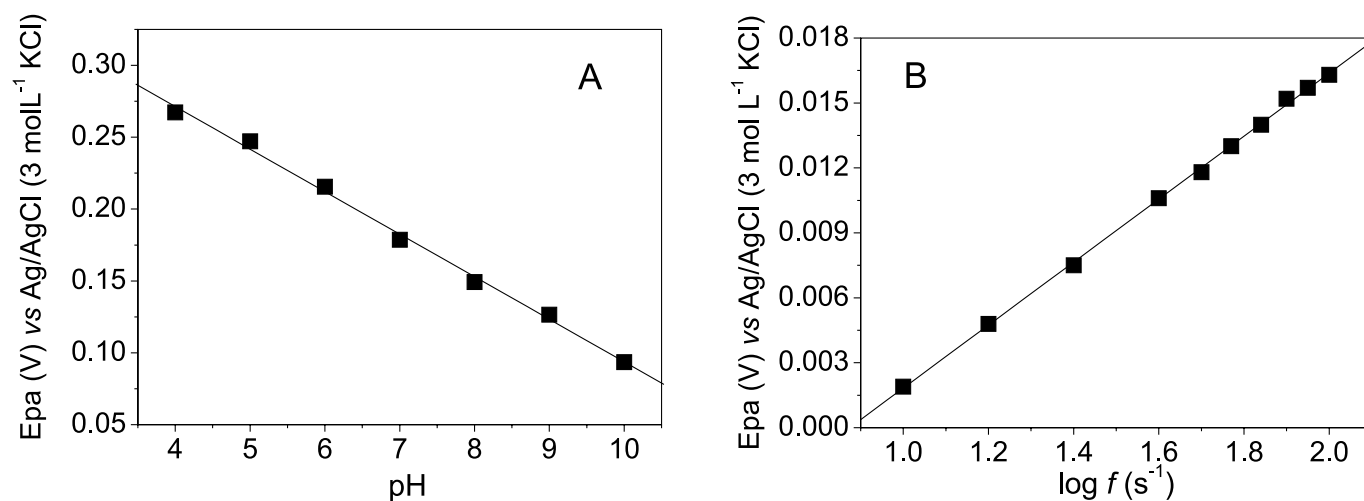 A
Epa (V) vs Ag/AgCl (3 molL⁻¹ KCl)
0.30
0.25
0.20
0.15
0.10
0.05
4 5 6 7 8 9 10
pH
B
Epa (V) vs Ag/AgCl (3 mol L⁻¹ KCl)
0.018
0.015
0.012
0.009
0.006
0.003
0.000
1.0 1.2 1.4 1.6 1.8 2.0
log f (s⁻¹)